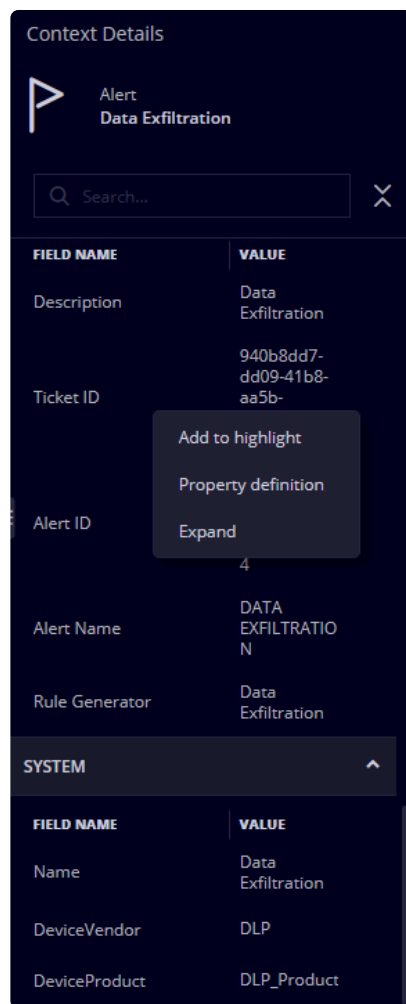 Context Details
Alert
Data Exfiltration
Search...
FIELD NAME VALUE
Description Data
Exfiltration
Ticket ID 940b8dd7-
dd09-41b8-
aa5b-
Add to highlight
Property definition
Alert ID
Expand
4
Alert Name DATA
EXFILTRATIO
N
Rule Generator Data
Exfiltration
SYSTEM
FIELD NAME VALUE
Name Data
Exfiltration
DeviceVendor DLP
DeviceProduct DLP_Product